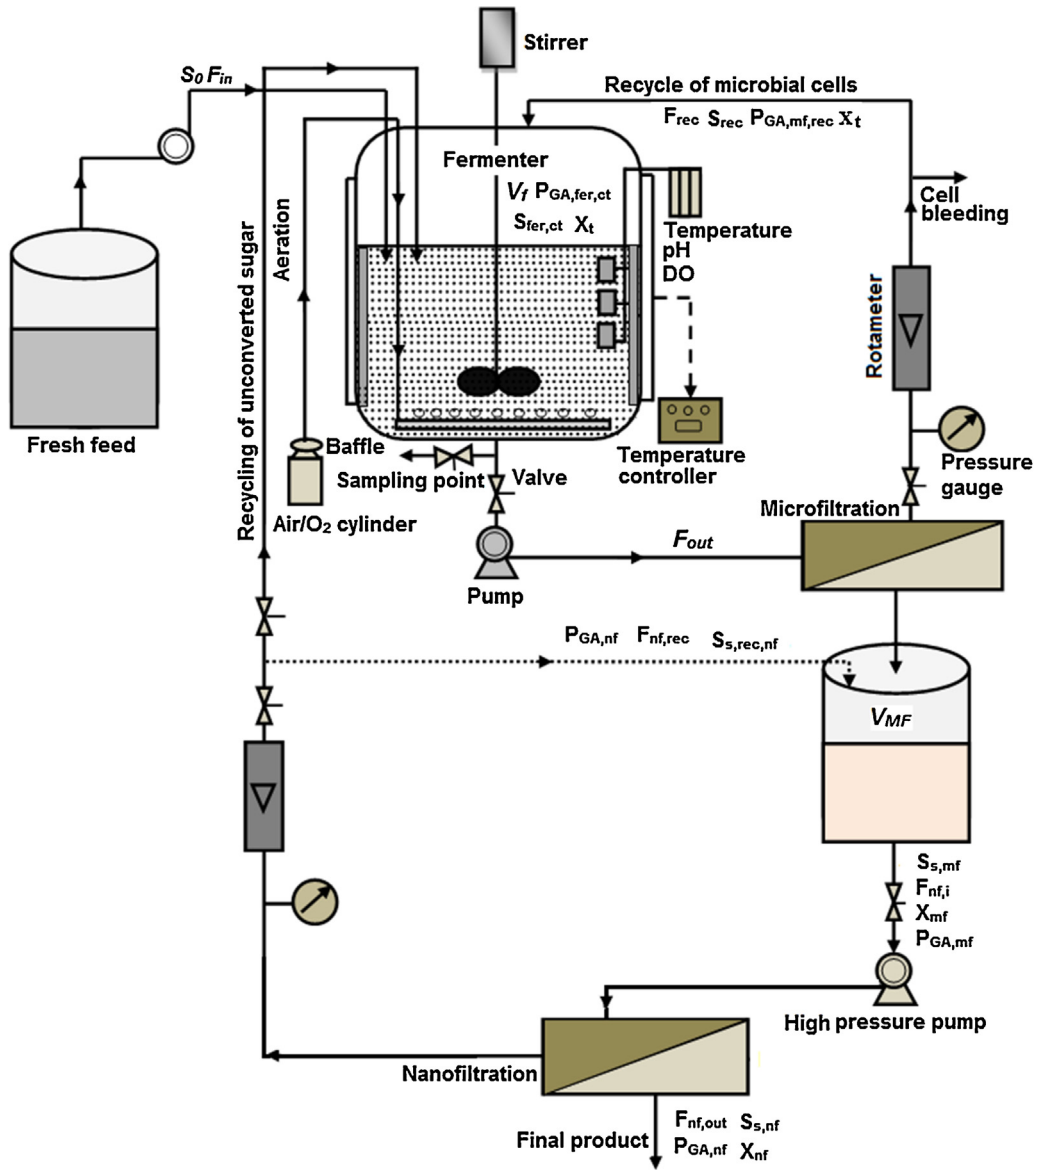 Stirrer
S0 Fin
Recycle of microbial cells
Frec Srec PGA,mf,rec Xt
Fermenter
Vf PGA,fer,ct
Sfer,ct Xt
Cell
bleeding
Temperature
pH
DO
Aeration
Recycling of unconverted sugar
Rotameter
Fresh feed
Baffle
Sampling point
Valve
Temperature
controller
Pressure
gauge
Air/O2 cylinder
Microfiltration
Fout
Pump
PGA,nf Fnf,rec Ss,rec,nf
VMF
Ss,mf
Fnf,i
Xmf
PGA,mf
High pressure pump
Nanofiltration
Final product
Fnf,out Ss,nf
PGA,nf Xnf